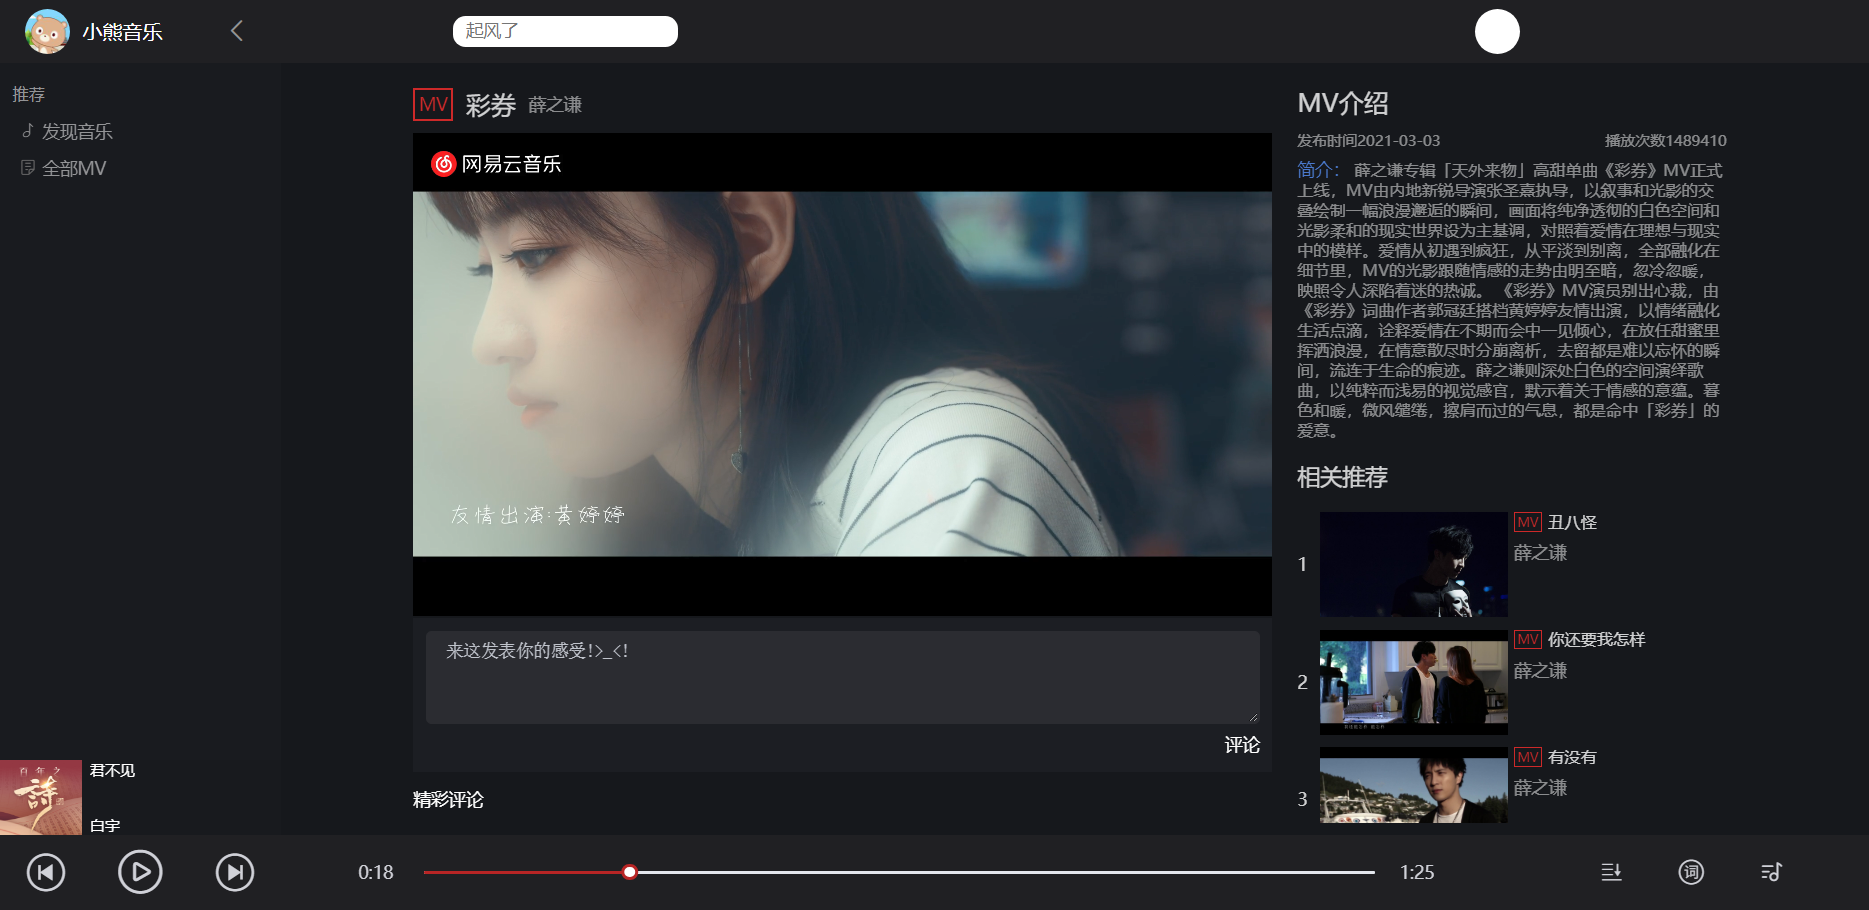 小熊音乐
起风了
推荐
发现音乐
全部MV
MV 彩券 薛之谦
网易云音乐
友情出演:黄婷婷
来这发表你的感受!>_<!
评论
精彩评论
MV介绍
发布时间2021-03-03 播放次数1489410
简介： 薛之谦专辑「天外来物」高甜单曲《彩券》MV正式
上线，MV由内地新锐导演张圣熹执导，以叙事和光影的交
叠绘制一幅浪漫邂逅的瞬间，画面将纯净透彻的白色空间和
光影柔和的现实世界设为主基调，对照着爱情在理想与现实
中的模样。爱情从初遇到疯狂，从平淡到别离，全部融化在
细节里，MV的光影跟随情感的走势由明至暗，忽冷忽暖，
映照令人深陷着迷的热诚。 《彩券》MV演员别出心裁，由
《彩券》词曲作者郭冠廷搭档黄婷婷友情出演，以情绪融化
生活点滴，诠释爱情在不期而会中一见倾心，在放任甜蜜里
挥洒浪漫，在情意散尽时分崩离析，去留都是难以忘怀的瞬
间，流连于生命的痕迹。薛之谦则深处白色的空间演绎歌
曲，以纯粹而浅易的视觉感官，默示着关于情感的意蕴。暮
色和暖，微风缱绻，擦肩而过的气息，都是命中「彩券」的
爱意。
相关推荐
1
MV 丑八怪
薛之谦
2
MV 你还要我怎样
薛之谦
3
MV 有没有
薛之谦
百年之
詩
君不见
白宇
0:18
1:25
词